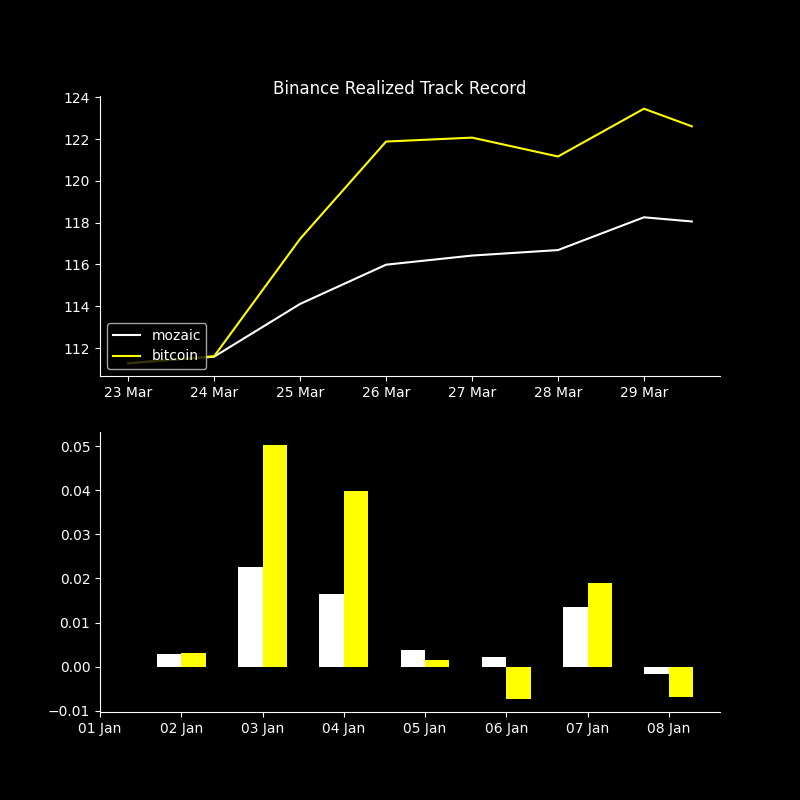 Binance Realized Track Record
124
122
120
118
116
114
112
mozaic
bitcoin
23 Mar 24 Mar 25 Mar 26 Mar 27 Mar 28 Mar 29 Mar
0.05
0.04
0.03
0.02
0.01
0.00
−0.01
01 Jan 02 Jan 03 Jan 04 Jan 05 Jan 06 Jan 07 Jan 08 Jan